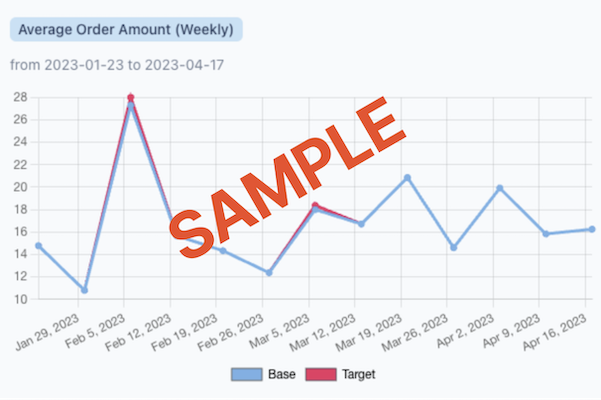 Average Order Amount (Weekly)
from 2023-01-23 to 2023-04-17
28
26
24
22
20
18
16
14
12
10
SAMPLE
Jan 29, 2023
Feb 5, 2023
Feb 12, 2023
Feb 19, 2023
Feb 26, 2023
Mar 5, 2023
Mar 12, 2023
Mar 19, 2023
Mar 26, 2023
Apr 2, 2023
Apr 9, 2023
Apr 16, 2023
Base Target